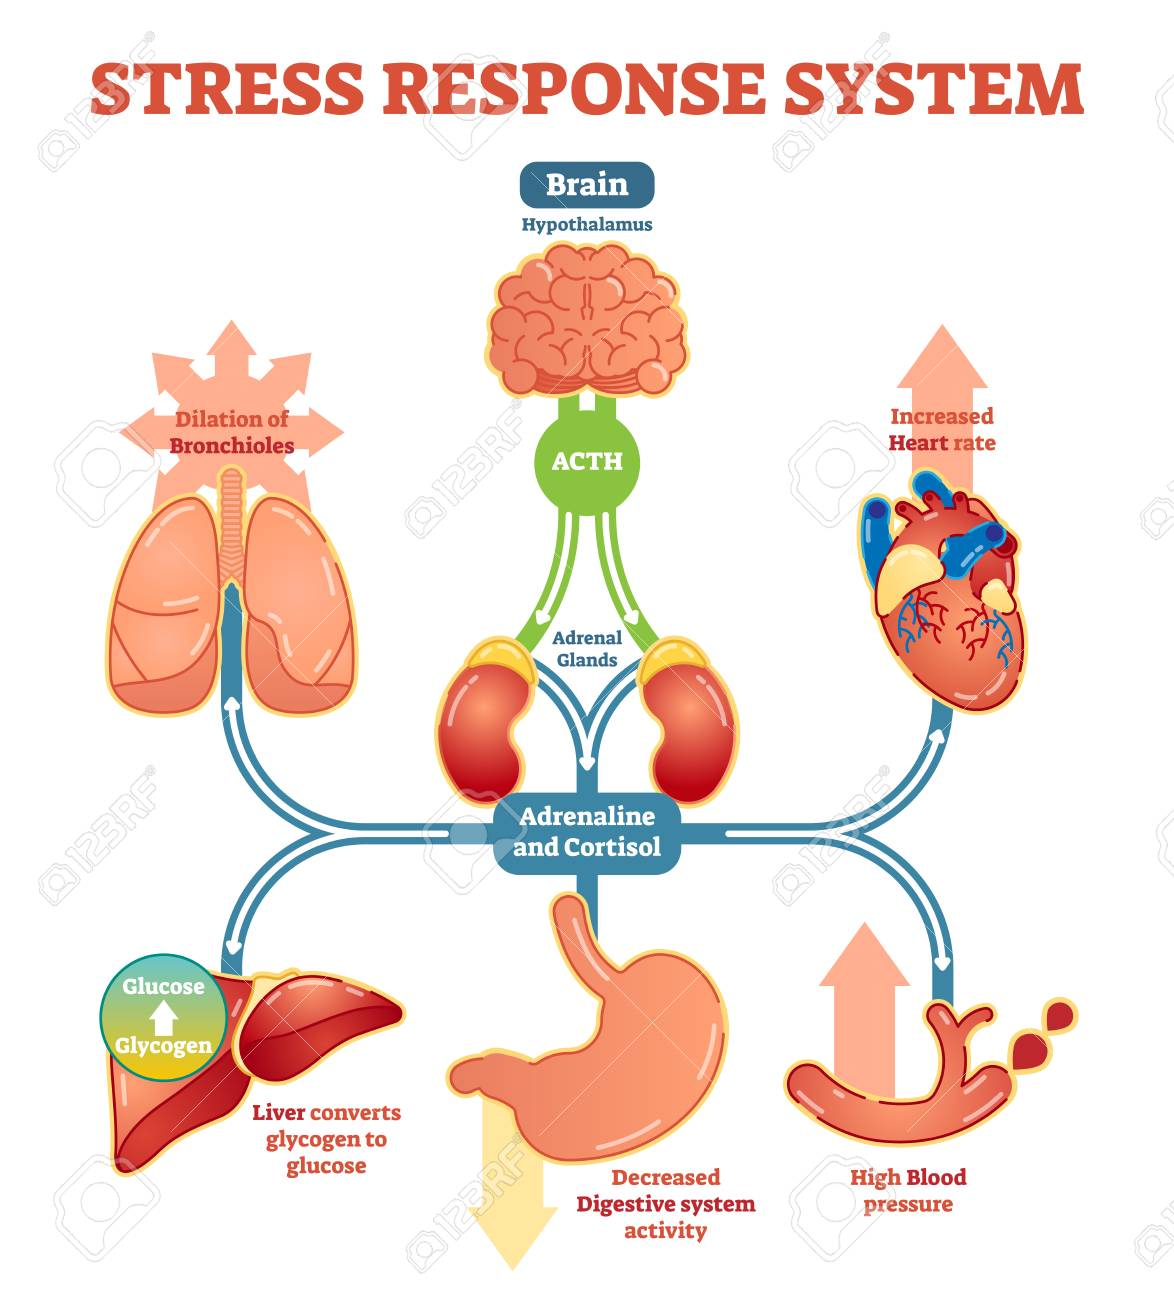 STRESS RESPONSE SYSTEM
Brain
Hypothalamus
Dilation of
Bronchioles
ACTH
Increased
Heart rate
Adrenal
Glands
Adrenaline
and Cortisol
Glucose
Glycogen
Liver converts
glycogen to
glucose
Decreased
Digestive system
activity
High Blood
pressure
123RF